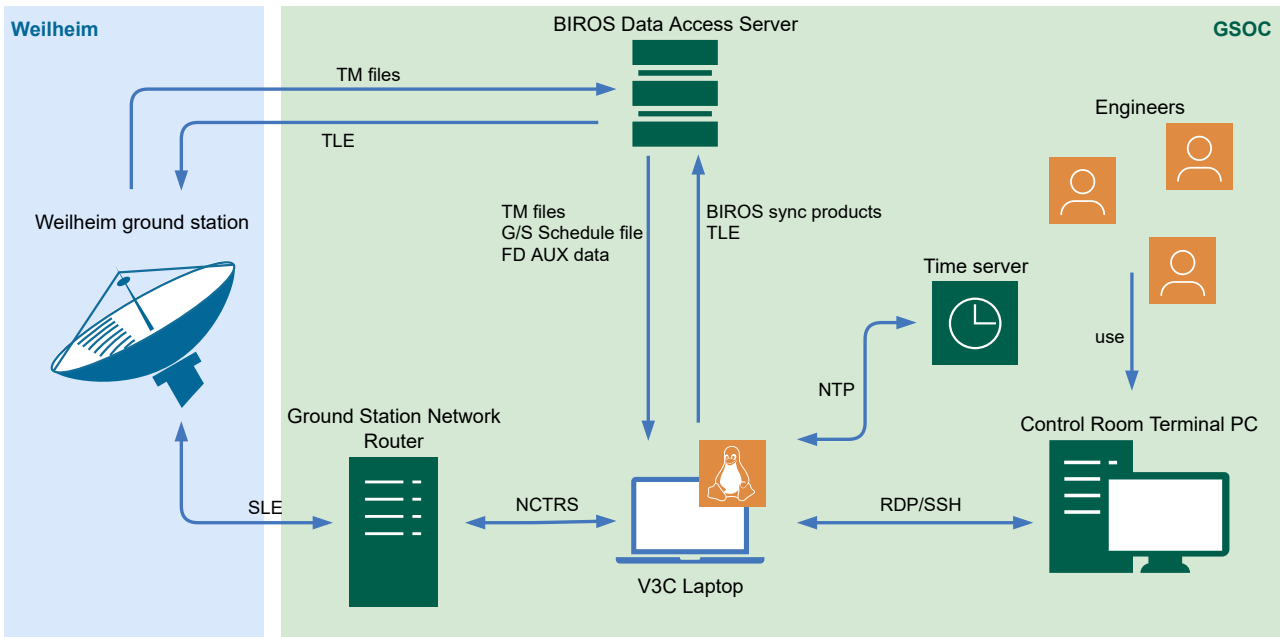 Weilheim
BIROS Data Access Server
GSOC
TM files
TLE
Engineers
Weilheim ground station
TM files
G/S Schedule file
FD AUX data
BIROS sync products
TLE
Time server
use
NTP
Ground Station Network
Router
Control Room Terminal PC
SLE
NCTRS
RDP/SSH
V3C Laptop